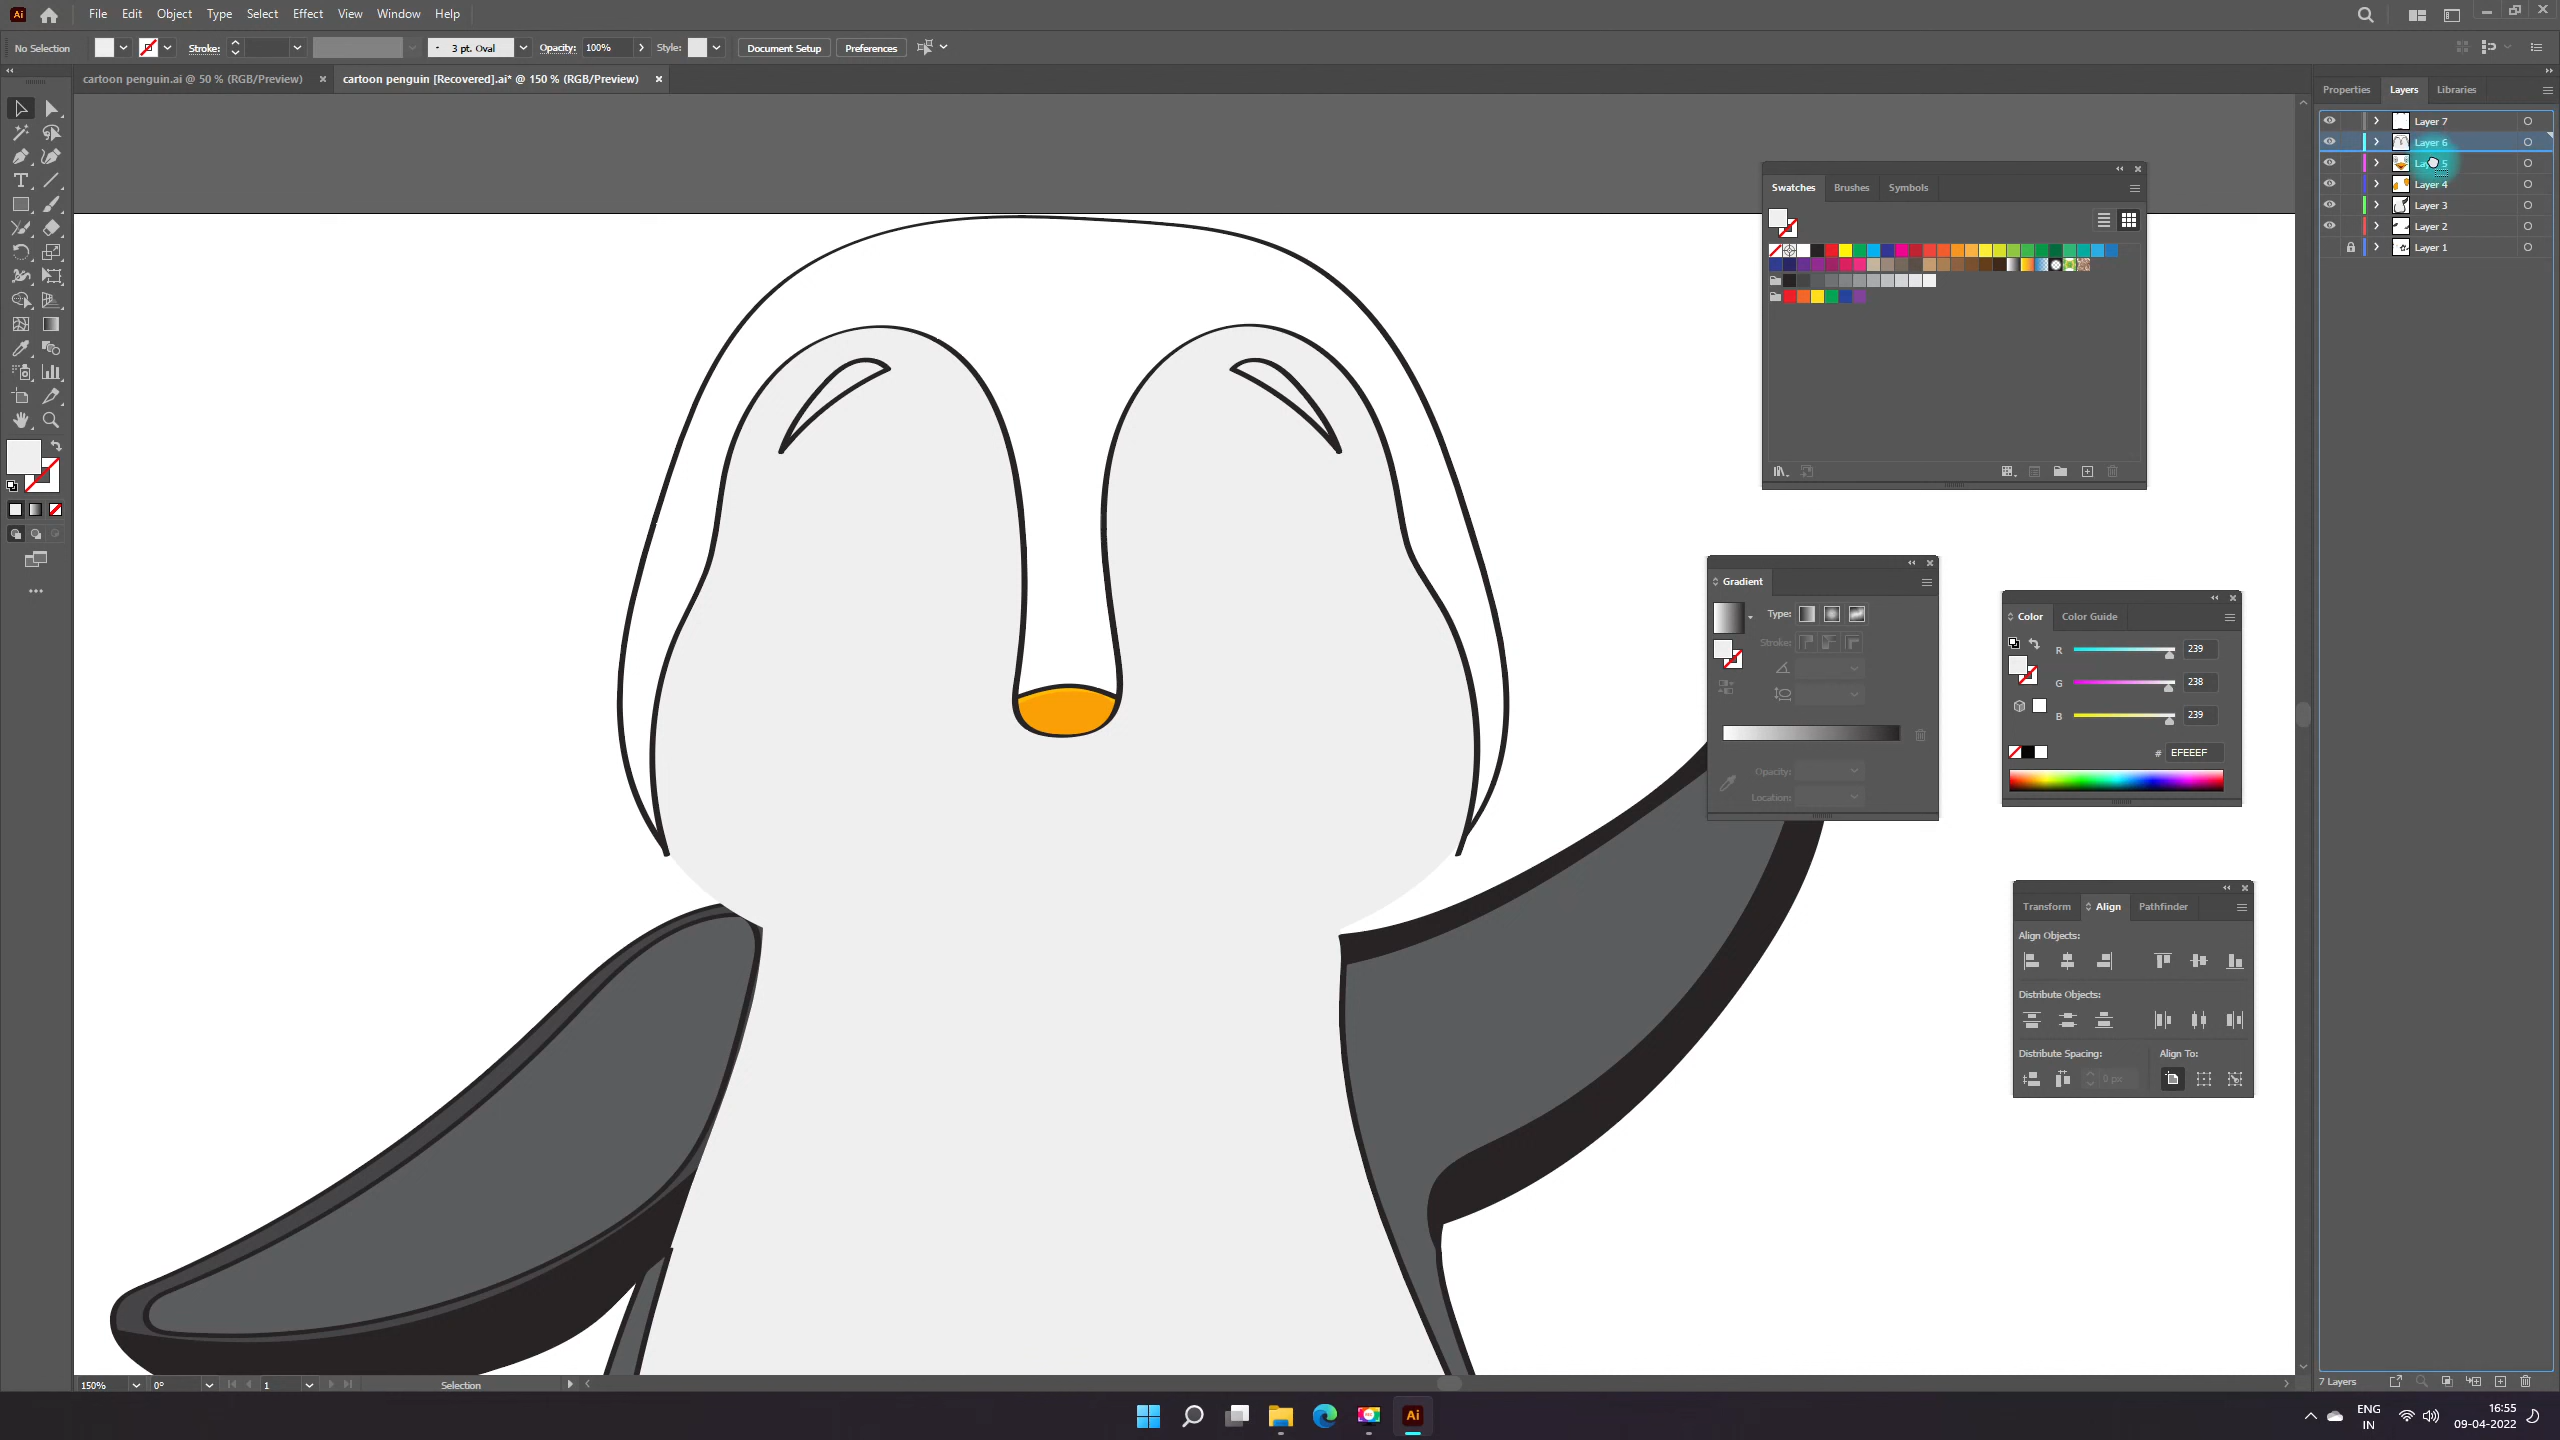 Ai File Edit Object Type Select Effect View Window Help
No Selection Stroke: 3 pt. Oval Opacity: 100% Style: Document Setup Preferences
cartoon penguin.ai @ 50 % (RGB/Preview) × cartoon penguin [Recovered].ai* @ 150 % (RGB/Preview) ×
Properties Layers Libraries
Layer 7
Layer 6
Layer 4
Layer 3
Layer 2
Layer 1
Swatches Brushes Symbols
Gradient
Type:
Stroke:
Opacity:
Location:
Color Color Guide
R 239
G 238
B 239
# EFEEEF
Transform Align Pathfinder
Align Objects:
Distribute Objects:
Distribute Spacing: Align To:
0 px
150% 0° 1 Selection
7 Layers
Ai
ENG
IN
16:55
09-04-2022